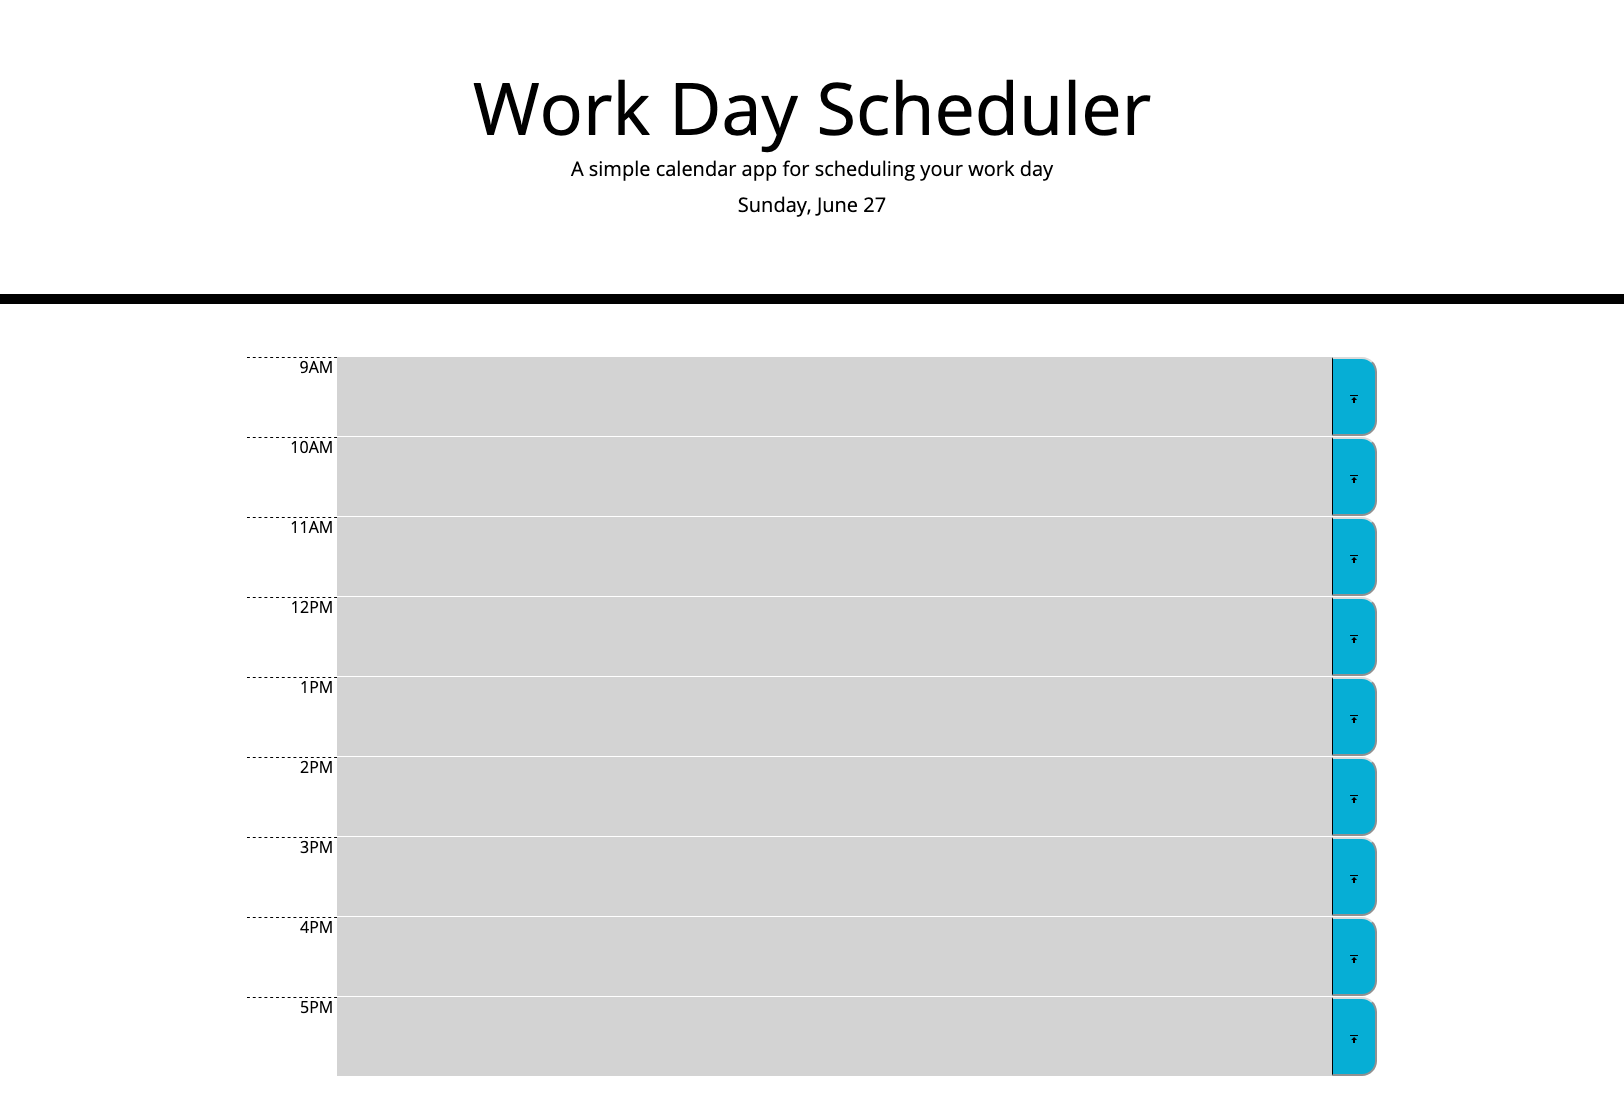 Work Day Scheduler
A simple calendar app for scheduling your work day
Sunday, June 27
9AM
10AM
11AM
12PM
1PM
2PM
3PM
4PM
5PM